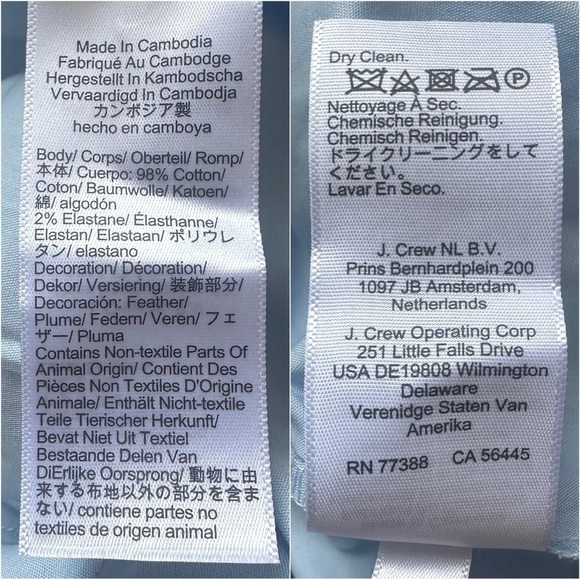 Made In Cambodia
Fabriqué Au Cambodge
Hergestellt In Kambodscha
Vervaardigd In Cambodja
カンボジア製
hecho en camboya
Body/ Corps/ Oberteil/ Romp/
本体/ Cuerpo: 98% Cotton/
Coton/ Baumwolle/ Katoen/
綿/ algodón
2% Elastane/ Élasthanne/
Elastan/ Elastaan/ ポリウレ
タン/ elastano
Decoration/ Décoration/
Dekor/ Versiering/ 装飾部分/
Decoración: Feather/
Plume/ Federn/ Veren/ フェ
ザー/ Pluma
Contains Non-textile Parts Of
Animal Origin/ Contient Des
Pièces Non Textiles D'Origine
Animale/ Enthält Nicht-textile
Teile Tierischer Herkunft/
Bevat Niet Uit Textiel
Bestaande Delen Van
DiErlijke Oorsprong/ 動物に由
来する布地以外の部分を含ま
ない/ contiene partes no
textiles de origen animal
Dry Clean.
P
Nettoyage À Sec.
Chemische Reinigung.
Chemisch Reinigen.
ドライクリーニングをして
ください。
Lavar En Seco.
J. Crew NL B.V.
Prins Bernhardplein 200
1097 JB Amsterdam,
Netherlands
J. Crew Operating Corp
251 Little Falls Drive
USA DE19808 Wilmington
Delaware
Verenidge Staten Van
Amerika
RN 77388 CA 56445